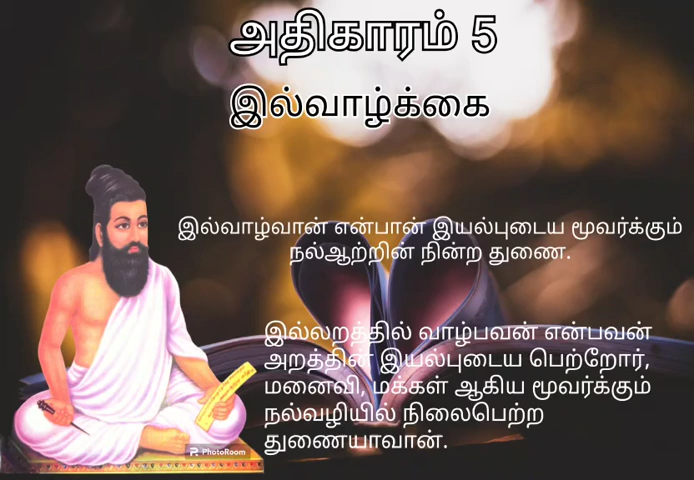 அதிகாரம் 5
இல்வாழ்க்கை
இல்வாழ்வான் என்பான் இயல்புடைய மூவர்க்கும்
நல்ஆற்றின் நின்ற துணை.
இல்லறத்தில் வாழ்பவன் என்பவன்
அறத்தின் இயல்புடைய பெற்றோர்,
மனைவி, மக்கள் ஆகிய மூவர்க்கும்
நல்வழியில் நிலைபெற்ற
துணையாவான்.
PhotoRoom